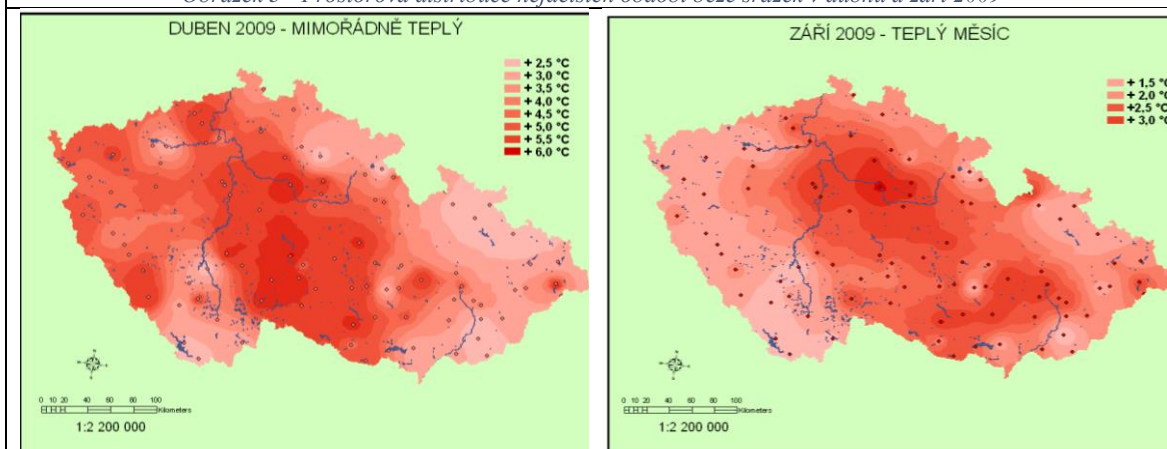 DUBEN 2009 - MIMOŘÁDNĚ TEPLÝ
+ 2,5 °C
+ 3,0 °C
+ 3,5 °C
+ 4,0 °C
+ 4,5 °C
+ 5,0 °C
+ 5,5 °C
+ 6,0 °C
0 10 20 40 60 80 100
Kilometers
1:2 200 000
ZÁŘÍ 2009 - TEPLÝ MĚSÍC
+ 1,5 °C
+ 2,0 °C
+2,5 °C
+ 3,0 °C
0 10 20 40 60 80 100
Kilometers
1:2 200 000